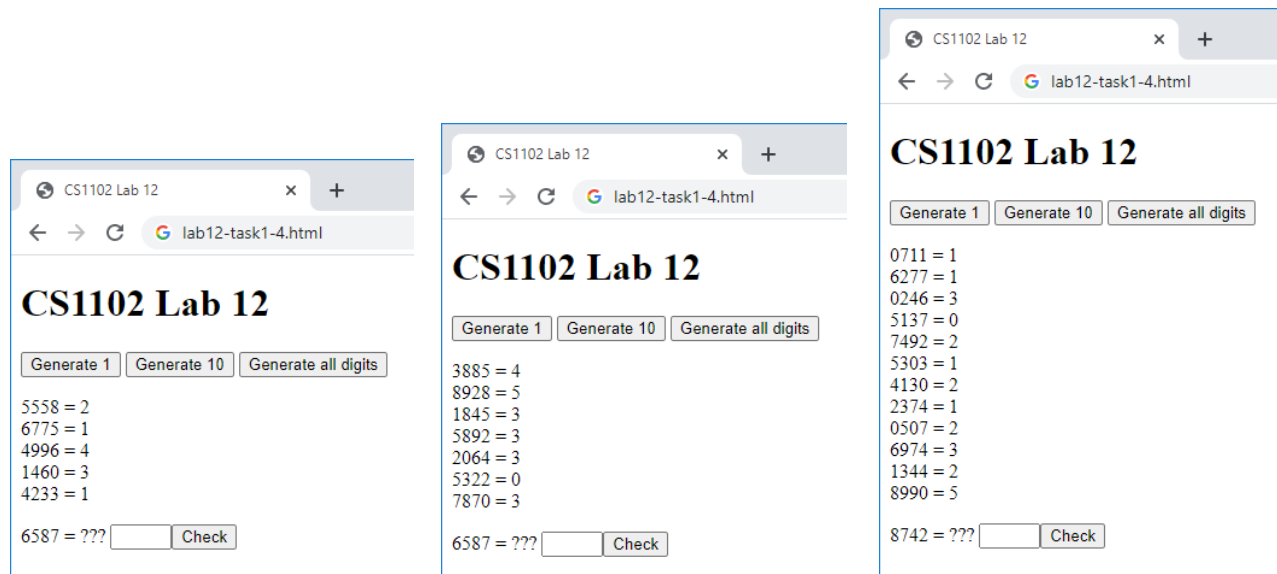 CS1102 Lab 12
lab12-task1-4.html
CS1102 Lab 12
Generate 1 Generate 10 Generate all digits
5558 = 2
6775 = 1
4996 = 4
1460 = 3
4233 = 1
6587 = ??? Check
CS1102 Lab 12
lab12-task1-4.html
CS1102 Lab 12
Generate 1 Generate 10 Generate all digits
3885 = 4
8928 = 5
1845 = 3
5892 = 3
2064 = 3
5322 = 0
7870 = 3
6587 = ??? Check
CS1102 Lab 12
lab12-task1-4.html
CS1102 Lab 12
Generate 1 Generate 10 Generate all digits
0711 = 1
6277 = 1
0246 = 3
5137 = 0
7492 = 2
5303 = 1
4130 = 2
2374 = 1
0507 = 2
6974 = 3
1344 = 2
8990 = 5
8742 = ??? Check